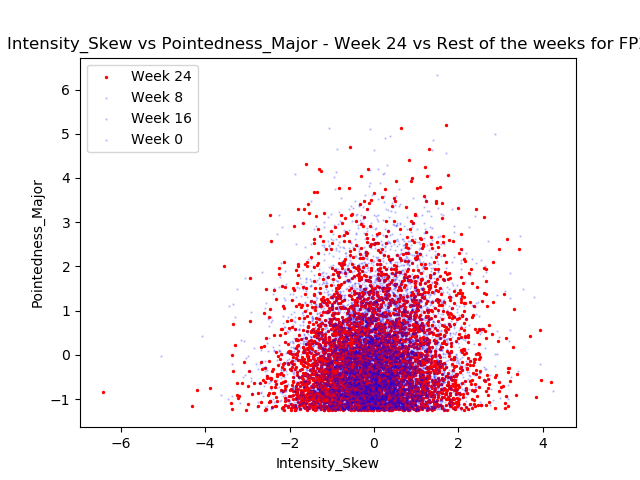 Intensity_Skew vs Pointedness_Major - Week 24 vs Rest of the weeks for
Week 24
Week 8
Week 16
Week 0
6
5
4
3
2
1
0
−1
Pointedness_Major
−6
−4
−2
0
2
4
Intensity_Skew